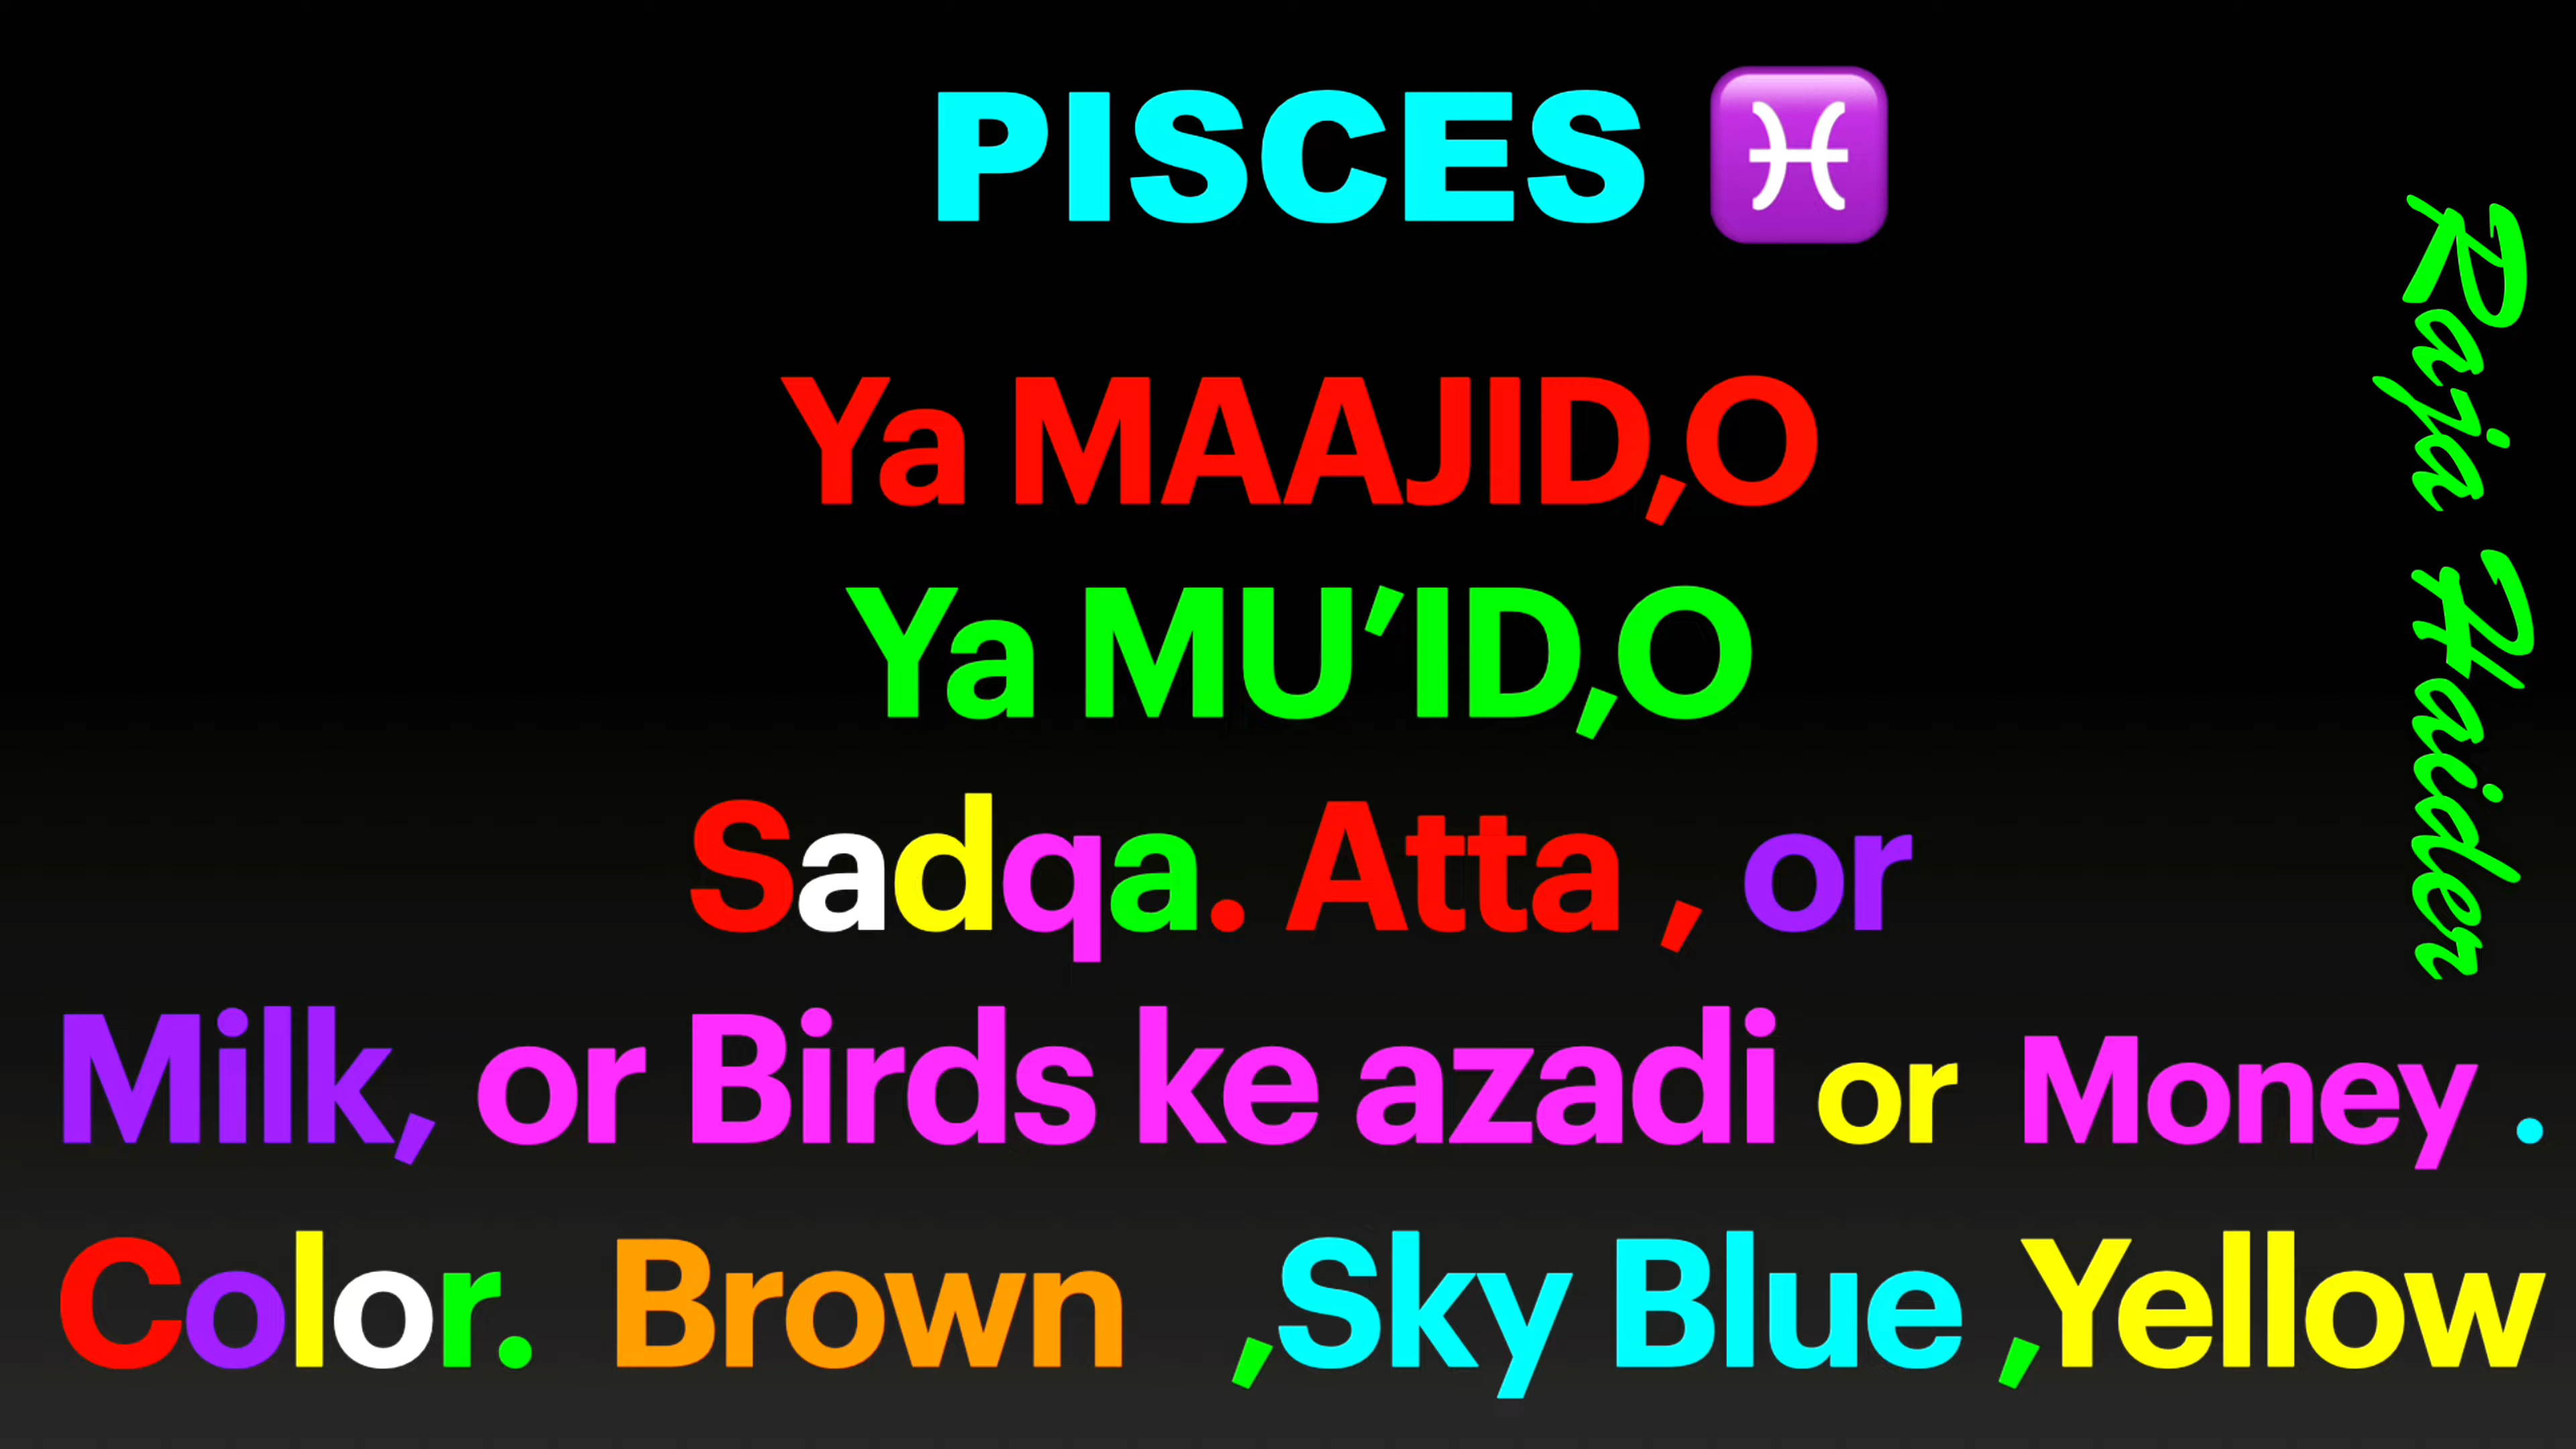 PISCES ♓
Ya MAAJID,O
Ya MU’ID,O
Sadqa. Atta , or
Milk, or Birds ke azadi or Money .
Color. Brown ,Sky Blue ,Yellow
Raja Haider